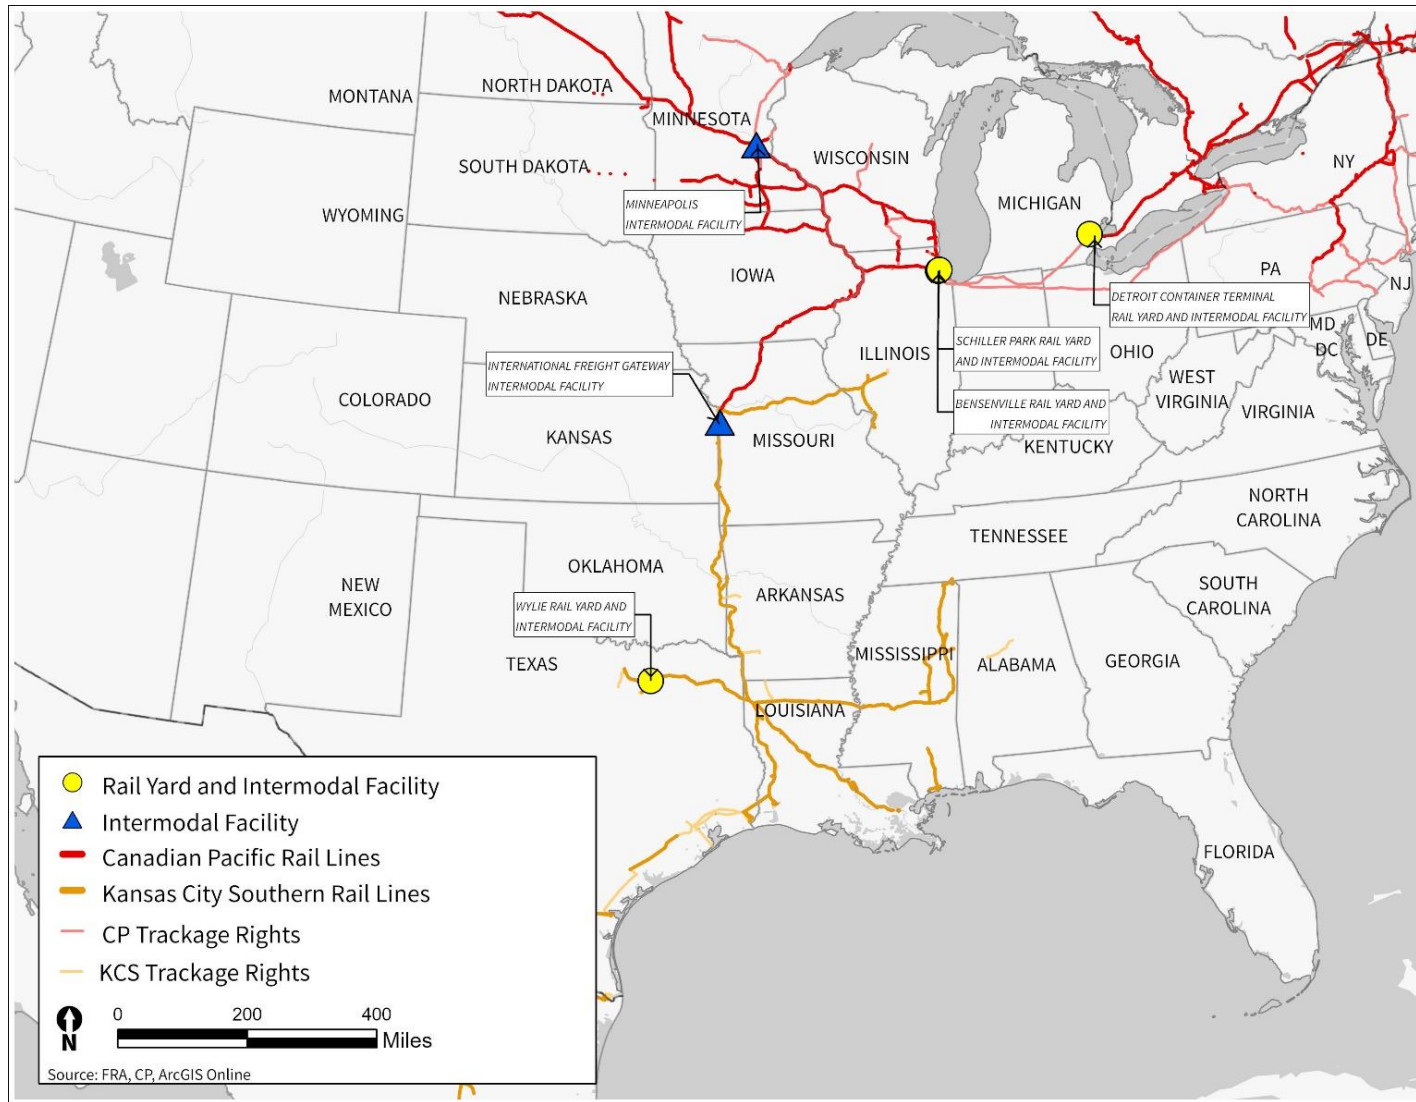 NORTH DAKOTA
MONTANA
MINNESOTA
WISCONSIN
NY
SOUTH DAKOTA
MICHIGAN
MINNEAPOLIS
INTERMODAL FACILITY
WYOMING
IOWA
PA
NJ
NEBRASKA
DETROIT CONTAINER TERMINAL
RAIL YARD AND INTERMODAL FACILITY
MD
DC
DE
SCHILLER PARK RAIL YARD
AND INTERMODAL FACILITY
ILLINOIS
OHIO
INTERNATIONAL FREIGHT GATEWAY
INTERMODAL FACILITY
WEST
VIRGINIA
VIRGINIA
COLORADO
BENSENVILLE RAIL YARD AND
INTERMODAL FACILITY
KANSAS
MISSOURI
KENTUCKY
NORTH
CAROLINA
TENNESSEE
OKLAHOMA
NEW
MEXICO
ARKANSAS
SOUTH
CAROLINA
WYLIE RAIL YARD AND
INTERMODAL FACILITY
TEXAS
MISSISSIPPI
ALABAMA
GEORGIA
LOUISIANA
FLORIDA
Rail Yard and Intermodal Facility
Intermodal Facility
Canadian Pacific Rail Lines
Kansas City Southern Rail Lines
CP Trackage Rights
KCS Trackage Rights
N
0 200 400
Miles
Source: FRA, CP, ArcGIS Online